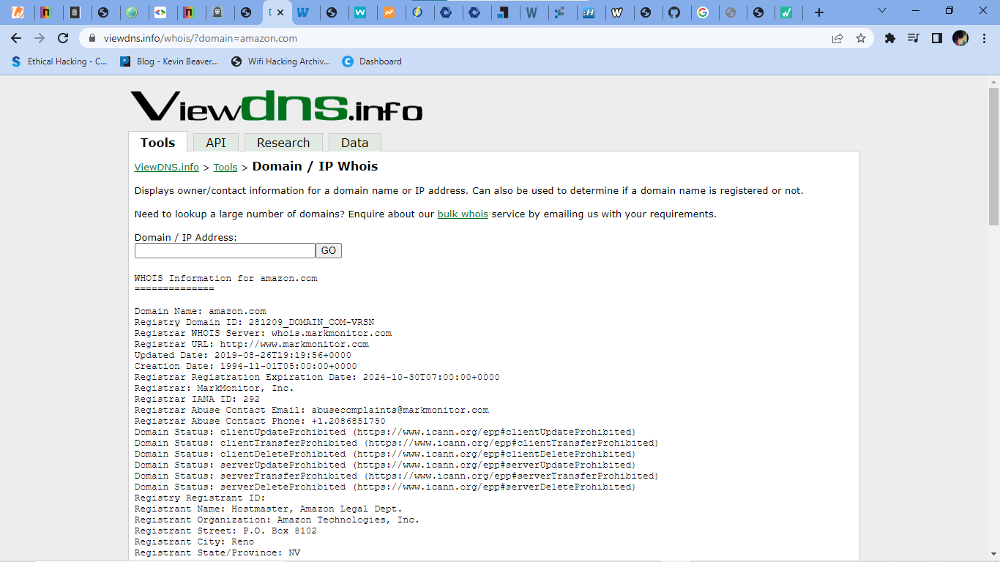 viewdns.info/whois/?domain=amazon.com
Ethical Hacking - C...
Blog - Kevin Beaver...
Wifi Hacking Archiv...
Dashboard
Viewdns.info
Tools
API
Research
Data
ViewDNS.info > Tools > Domain / IP Whois
Displays owner/contact information for a domain name or IP address. Can also be used to determine if a domain name is registered or not.
Need to lookup a large number of domains? Enquire about our bulk whois service by emailing us with your requirements.
Domain / IP Address:
GO
WHOIS Information for amazon.com
==============
Domain Name: amazon.com
Registry Domain ID: 281209_DOMAIN_COM-VRSN
Registrar WHOIS Server: whois.markmonitor.com
Registrar URL: http://www.markmonitor.com
Updated Date: 2019-08-26T19:19:56+0000
Creation Date: 1994-11-01T05:00:00+0000
Registrar Registration Expiration Date: 2024-10-30T07:00:00+0000
Registrar: MarkMonitor, Inc.
Registrar IANA ID: 292
Registrar Abuse Contact Email: abusecomplaints@markmonitor.com
Registrar Abuse Contact Phone: +1.2086851750
Domain Status: clientUpdateProhibited (https://www.icann.org/epp#clientUpdateProhibited)
Domain Status: clientTransferProhibited (https://www.icann.org/epp#clientTransferProhibited)
Domain Status: clientDeleteProhibited (https://www.icann.org/epp#clientDeleteProhibited)
Domain Status: serverUpdateProhibited (https://www.icann.org/epp#serverUpdateProhibited)
Domain Status: serverTransferProhibited (https://www.icann.org/epp#serverTransferProhibited)
Domain Status: serverDeleteProhibited (https://www.icann.org/epp#serverDeleteProhibited)
Registry Registrant ID:
Registrant Name: Hostmaster, Amazon Legal Dept.
Registrant Organization: Amazon Technologies, Inc.
Registrant Street: P.O. Box 8102
Registrant City: Reno
Registrant State/Province: NV